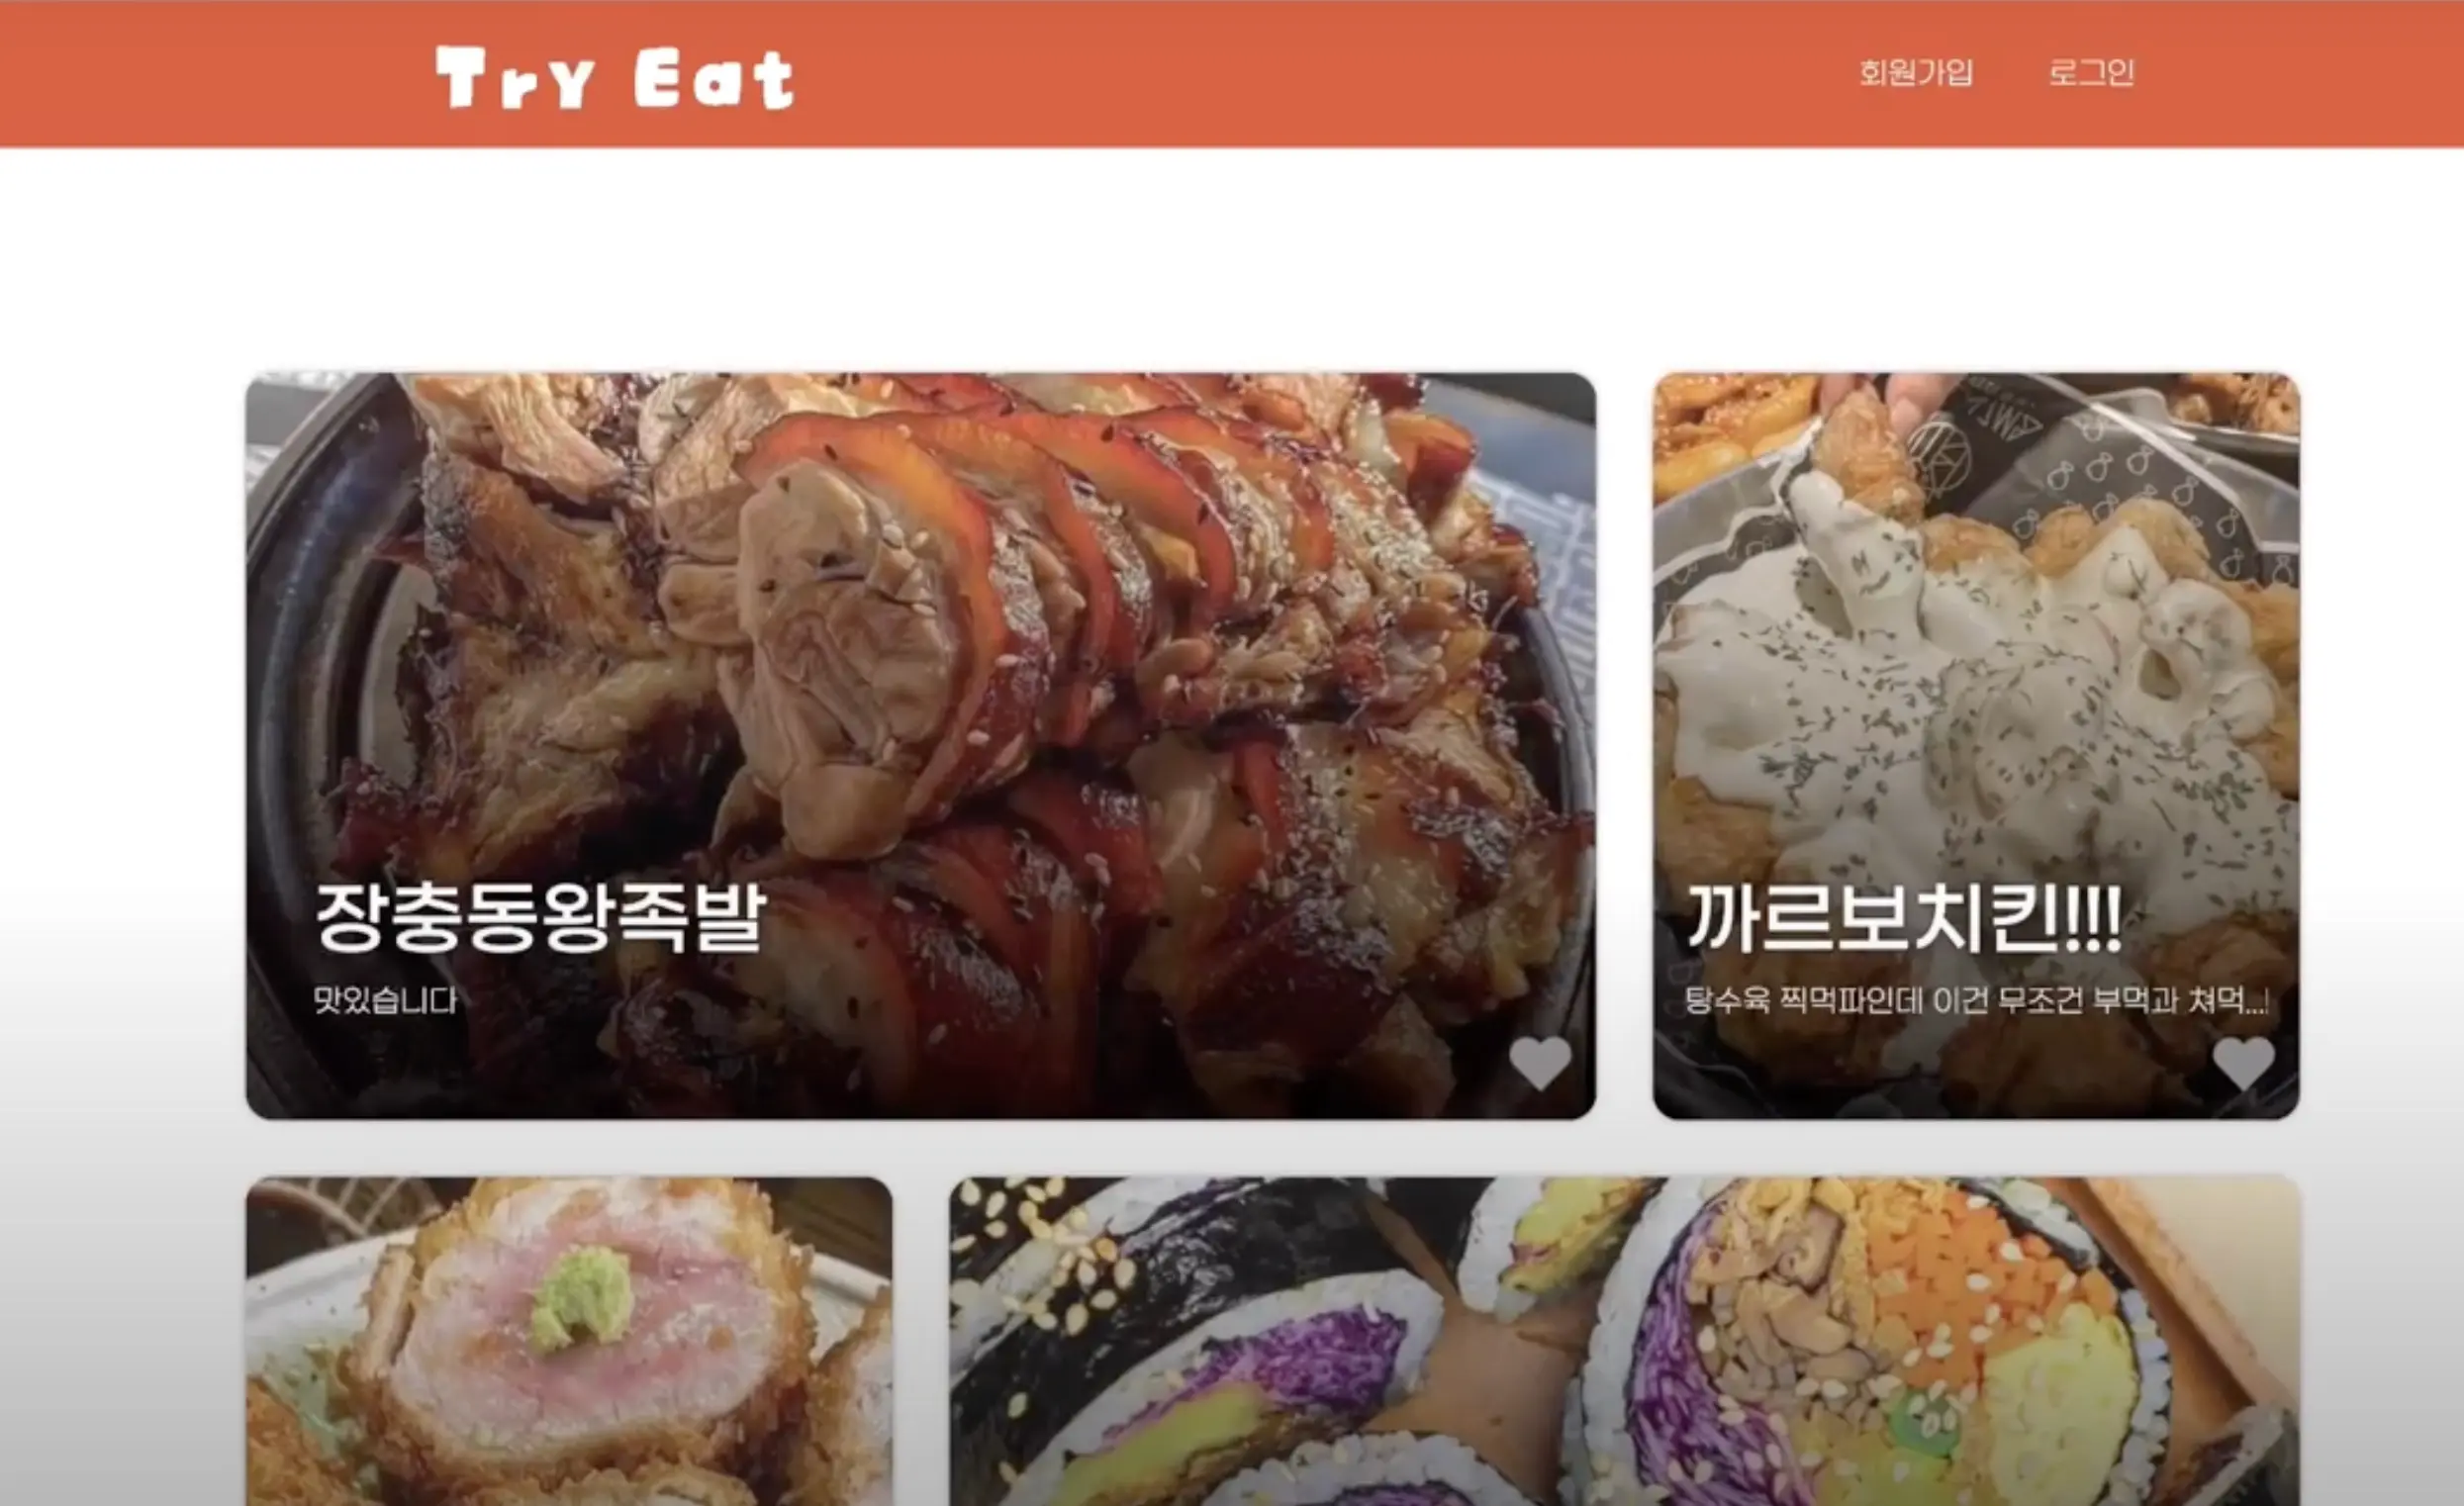 Try Eat
회원가입 로그인
장충동왕족발
맛있습니다
까르보치킨!!!
탕수육 찍먹파인데 이건 무조건 부먹과 쳐먹...!